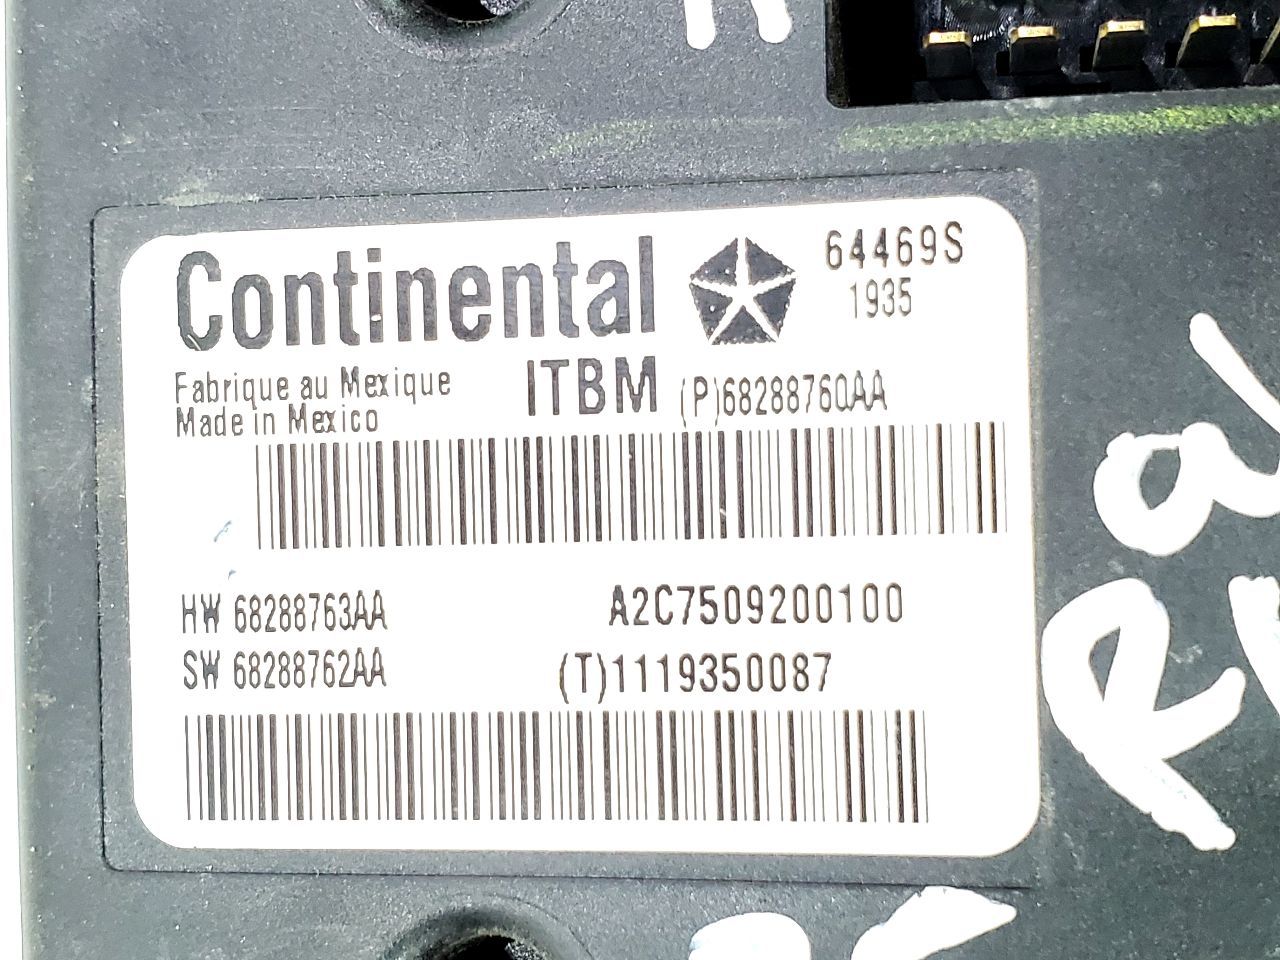 Continental
64469S
1935
Fabrique au Mexique
Made in Mexico
ITBM (P)68288760AA
HW 68288763AA
A2C7509200100
SW 68288762AA
(T)1119350087